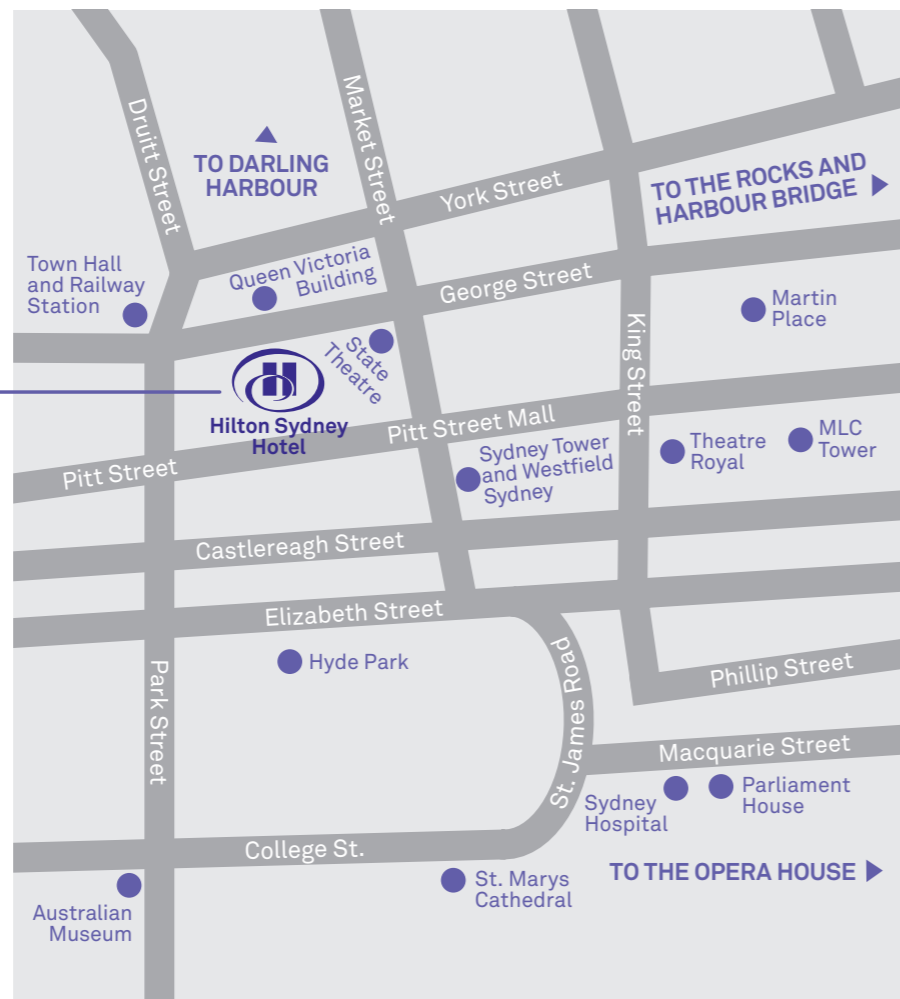 Druitt Street
Market Street
TO DARLING
HARBOUR
York Street
TO THE ROCKS AND
HARBOUR BRIDGE
Town Hall
and Railway
Station
Queen Victoria
Building
George Street
Martin
Place
State
Theatre
King Street
H
Hilton Sydney
Hotel
Pitt Street Mall
Pitt Street
Sydney Tower
and Westfield
Sydney
Theatre
Royal
MLC
Tower
Castlereagh Street
Elizabeth Street
Hyde Park
Park Street
St. James Road
Phillip Street
Macquarie Street
Sydney
Hospital
Parliament
House
College St.
TO THE OPERA HOUSE
St. Marys
Cathedral
Australian
Museum